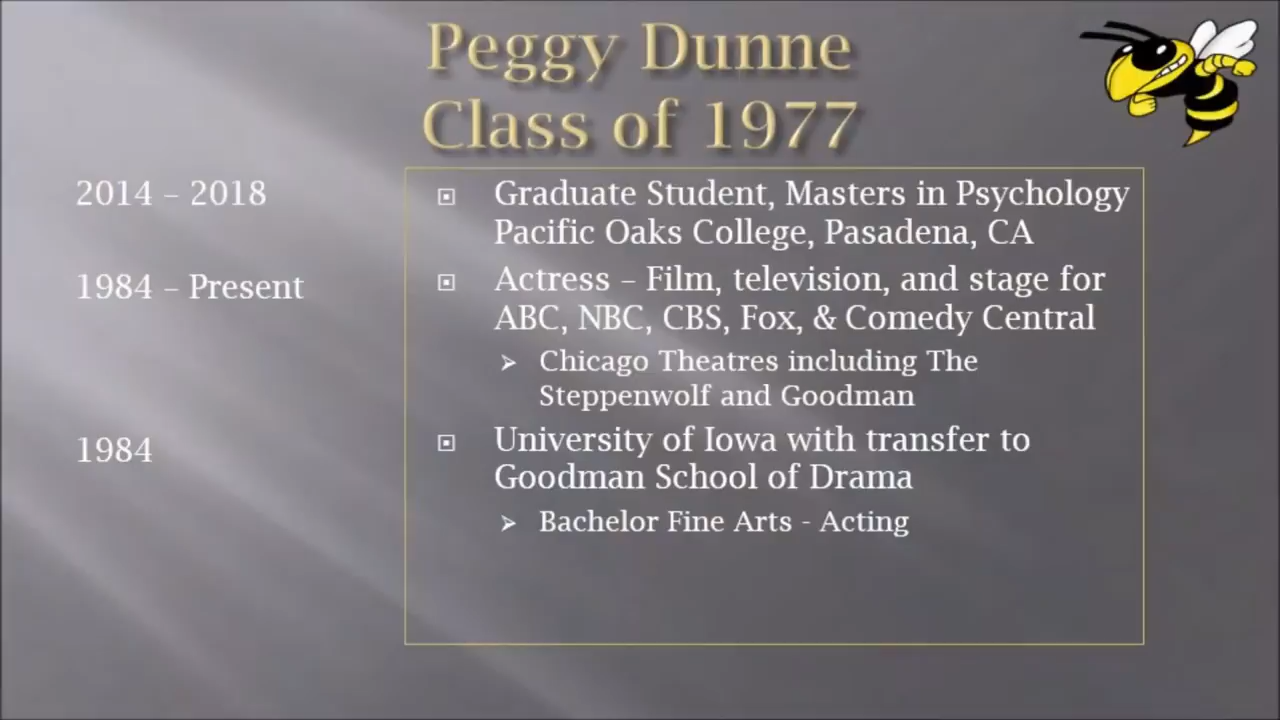 Peggy Dunne
Class of 1977
2014 – 2018
Graduate Student, Masters in Psychology
Pacific Oaks College, Pasadena, CA
1984 – Present
Actress – Film, television, and stage for
ABC, NBC, CBS, Fox, & Comedy Central
Chicago Theatres including The
Steppenwolf and Goodman
1984
University of Iowa with transfer to
Goodman School of Drama
Bachelor Fine Arts - Acting